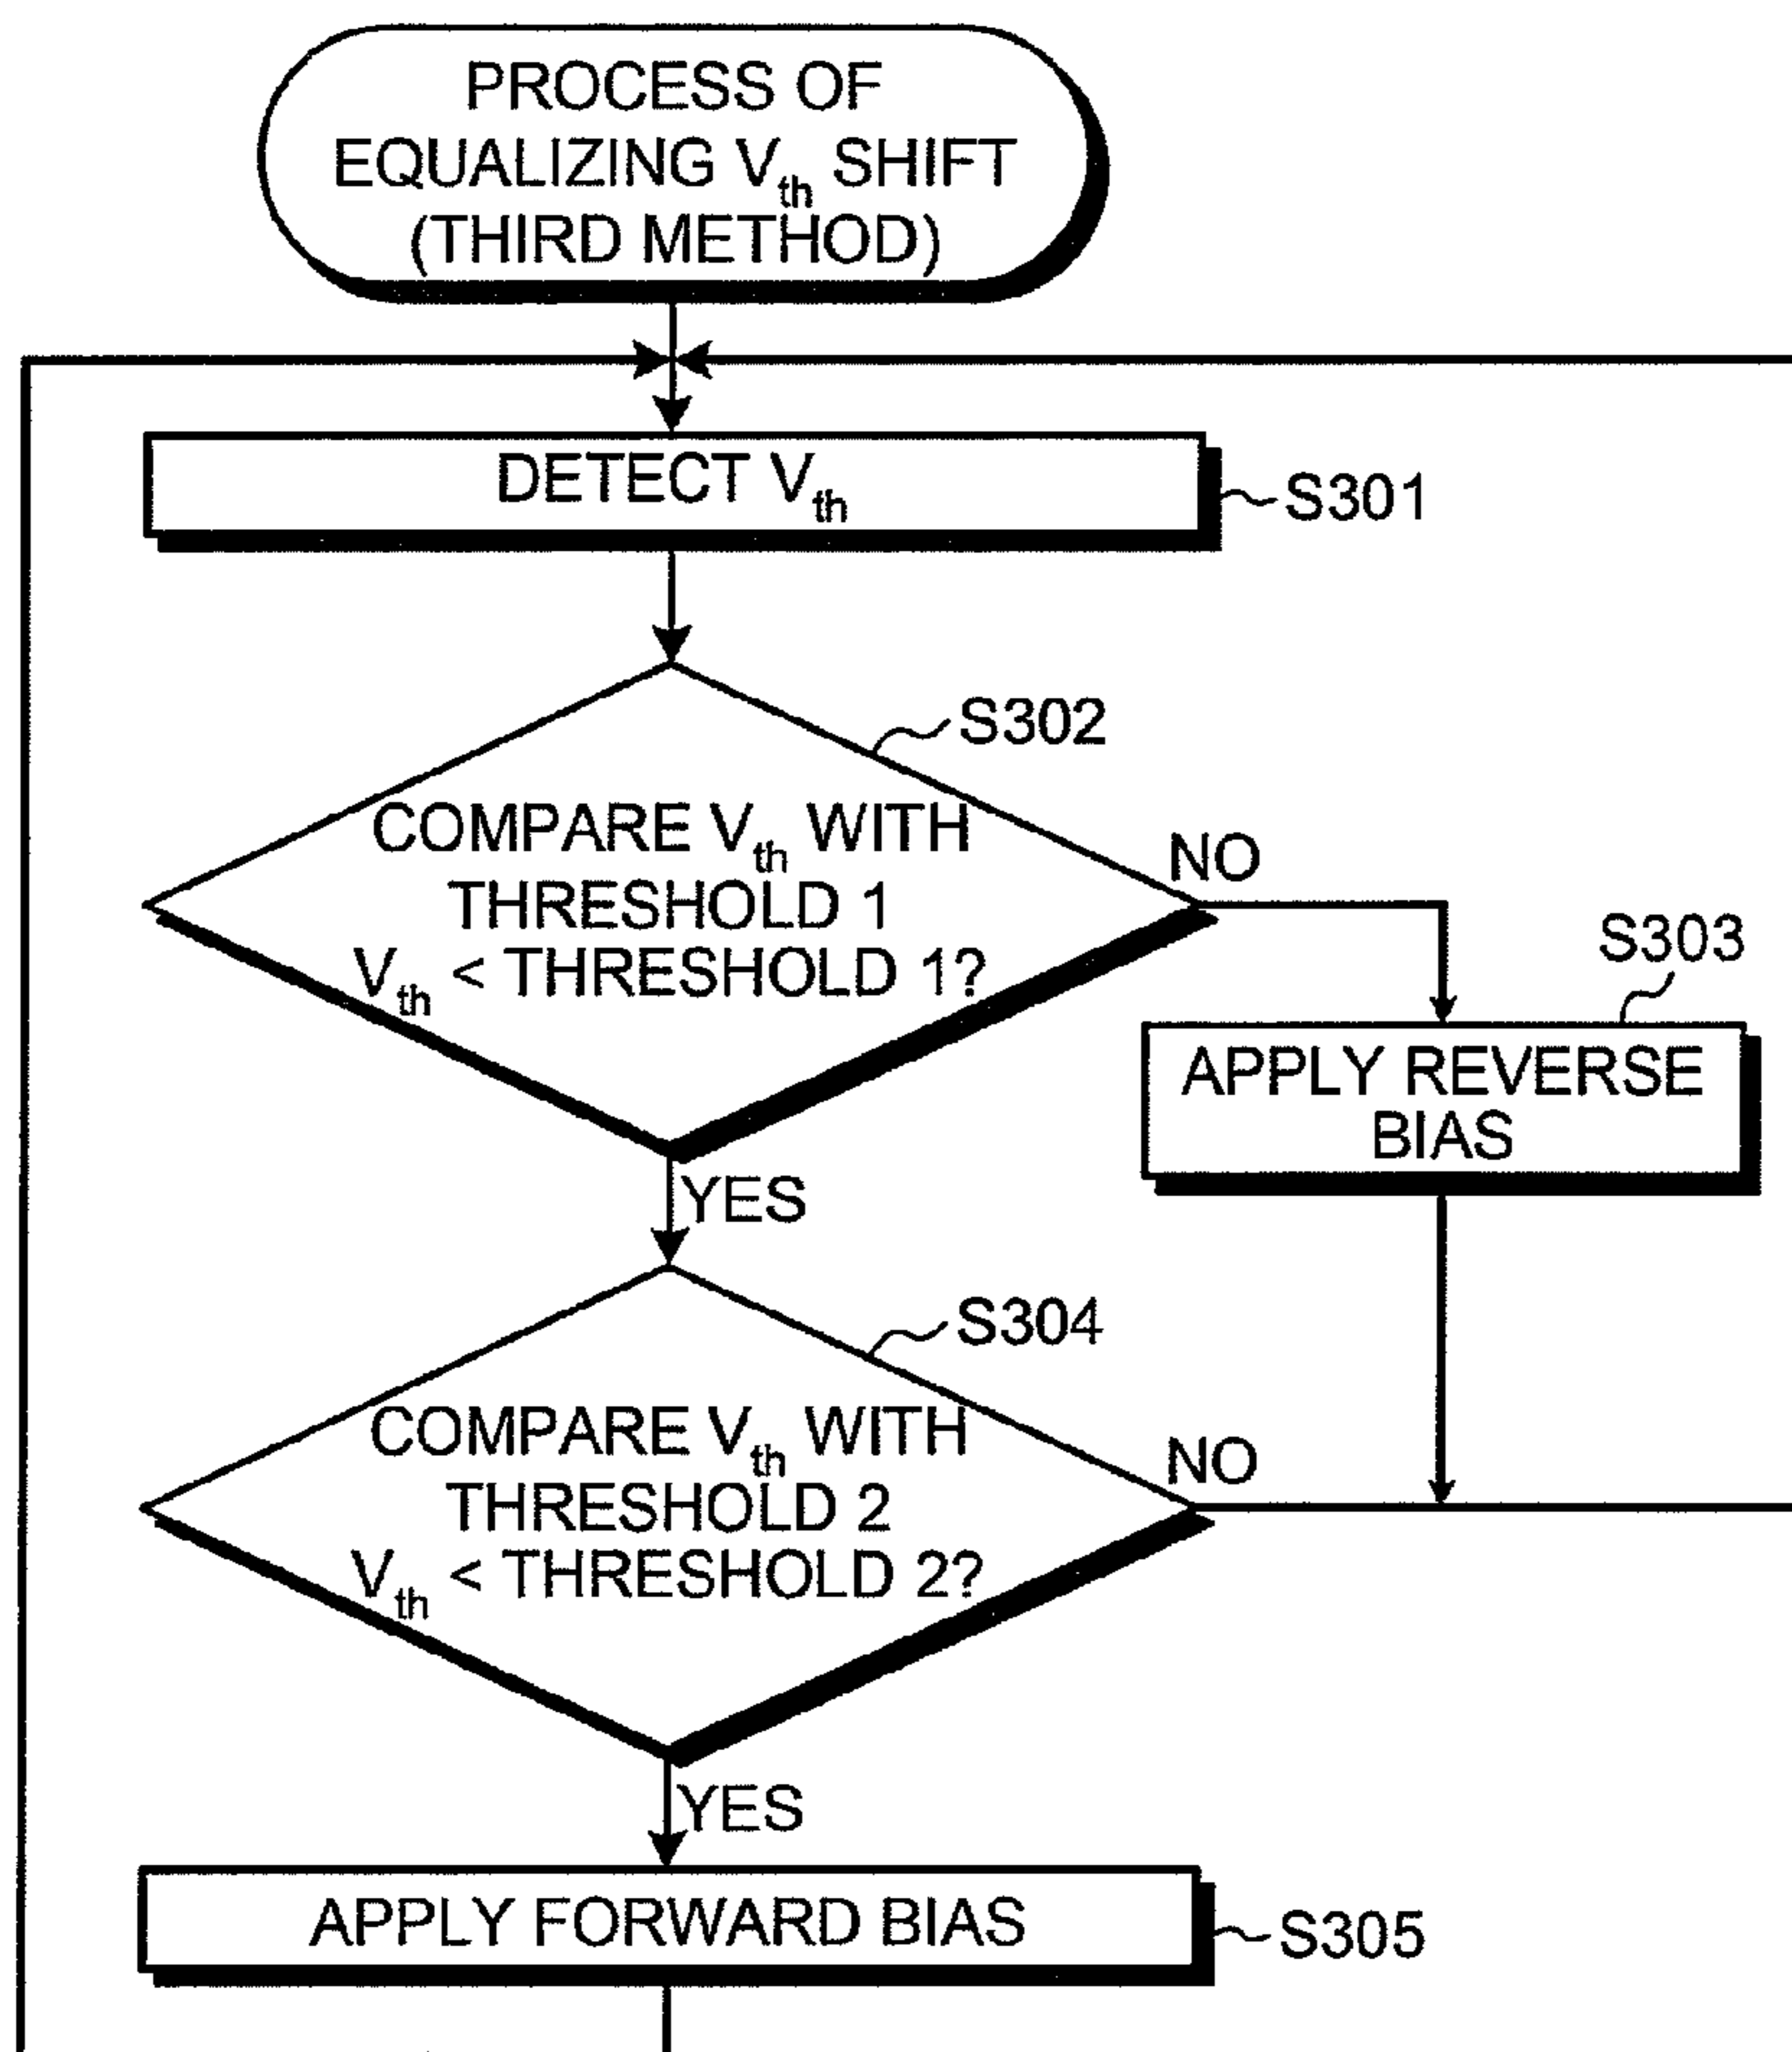 PROCESS OF
EQUALIZING Vth SHIFT
(THIRD METHOD)
DETECT Vth
S301
S302
COMPARE Vth WITH
THRESHOLD 1
Vth < THRESHOLD 1?
NO
S303
APPLY REVERSE
BIAS
YES
S304
COMPARE Vth WITH
THRESHOLD 2
Vth < THRESHOLD 2?
NO
YES
APPLY FORWARD BIAS
S305